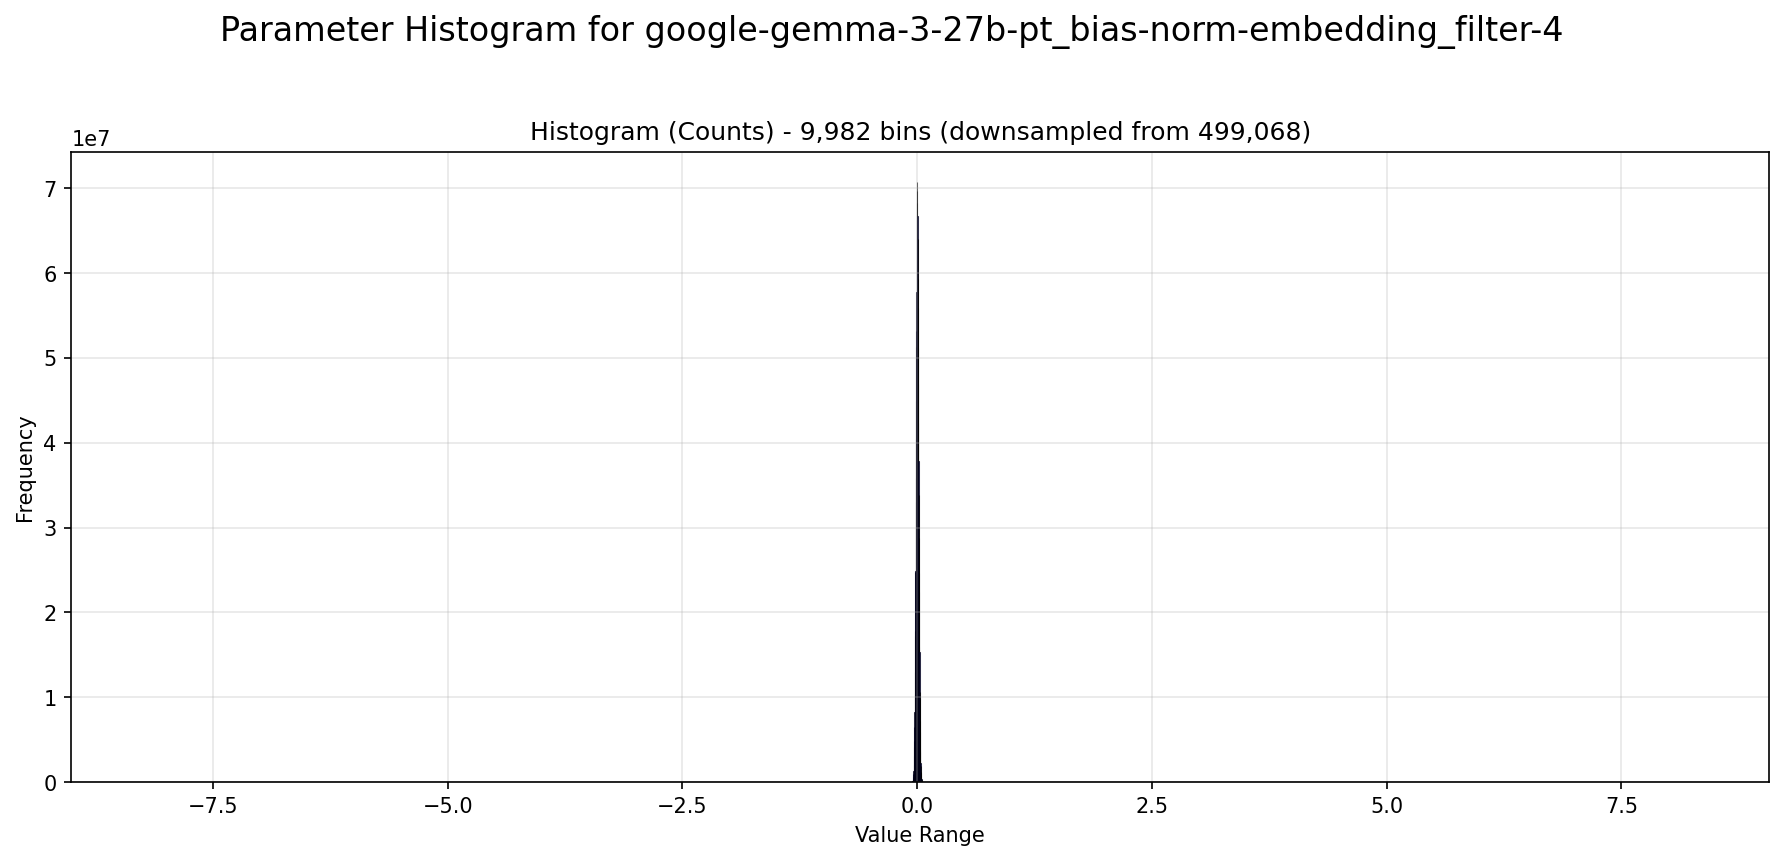 Parameter Histogram for google-gemma-3-27b-pt_bias-norm-embedding_filter-4
Histogram (Counts) - 9,982 bins (downsampled from 499,068)
1e7
7
6
5
4
3
2
1
0
Frequency
−7.5 −5.0 −2.5 0.0 2.5 5.0 7.5
Value Range